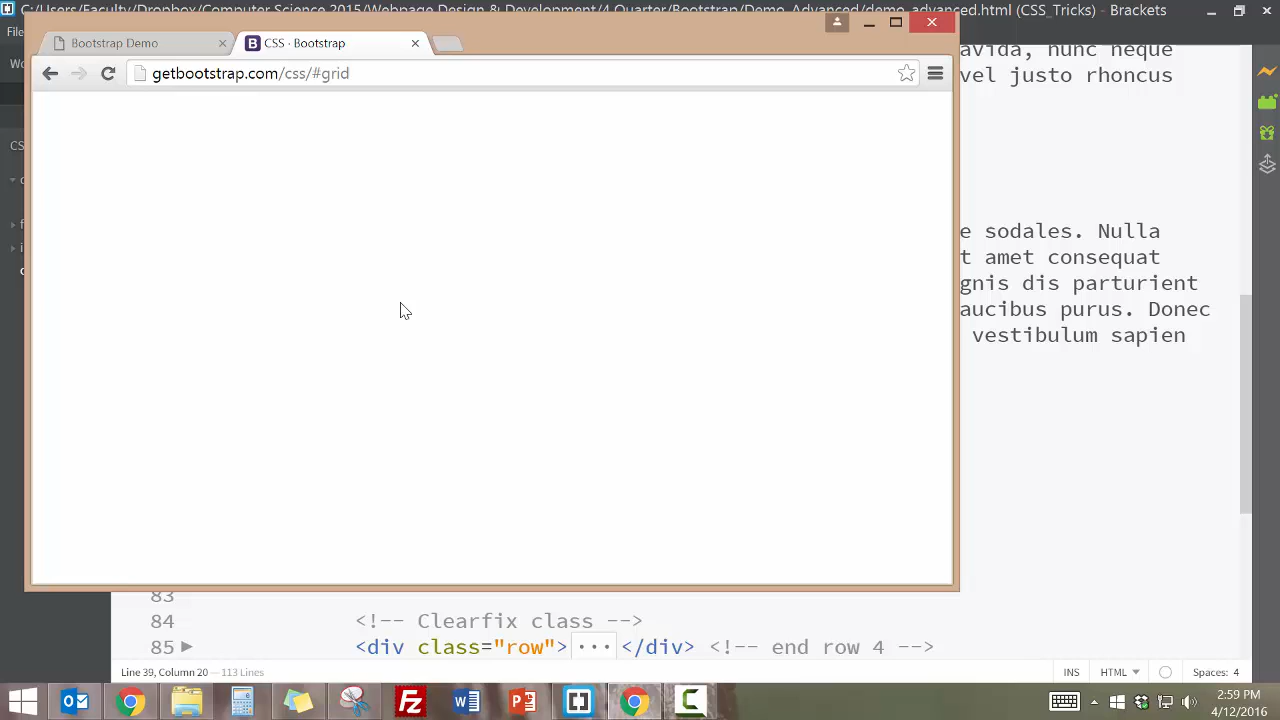 C:/Users/Faculty/Dropbox/Computer Science 2015/Webpage Design & Development/4 Quarter/Bootstrap/Demo_Advanced/demo_advanced.html (CSS_Tricks) - Brackets
Bootstrap Demo
CSS · Bootstrap
getbootstrap.com/css/#grid
avida, nunc neque
vel justo rhoncus
e sodales. Nulla
t amet consequat
gnis dis parturient
aucibus purus. Donec
vestibulum sapien
83
84 <!-- Clearfix class -->
85 <div class="row"> ... </div> <!-- end row 4 -->
Line 39, Column 20 — 113 Lines
INS
HTML
Spaces: 4
2:59 PM
4/12/2016